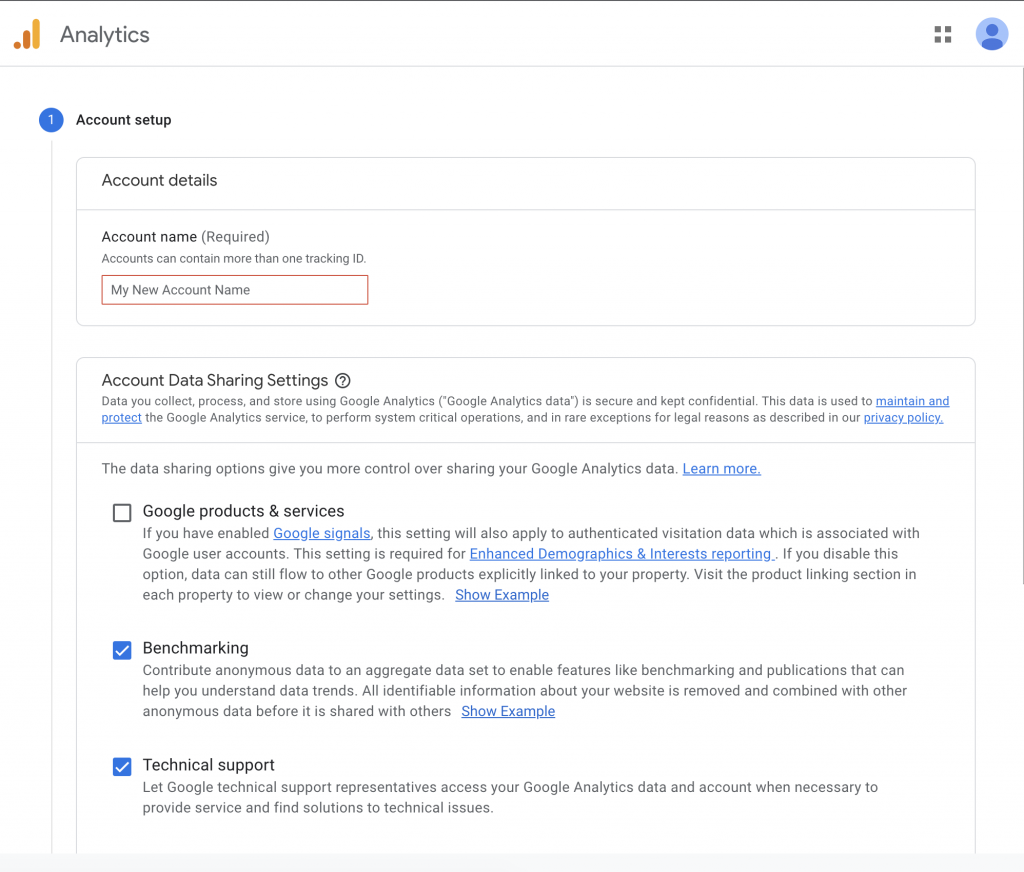 Analytics
1 Account setup
Account details
Account name (Required)
Accounts can contain more than one tracking ID.
My New Account Name
Account Data Sharing Settings ?
Data you collect, process, and store using Google Analytics ("Google Analytics data") is secure and kept confidential. This data is used to maintain and
protect the Google Analytics service, to perform system critical operations, and in rare exceptions for legal reasons as described in our privacy policy.
The data sharing options give you more control over sharing your Google Analytics data. Learn more.
Google products & services
If you have enabled Google signals, this setting will also apply to authenticated visitation data which is associated with
Google user accounts. This setting is required for Enhanced Demographics & Interests reporting . If you disable this
option, data can still flow to other Google products explicitly linked to your property. Visit the product linking section in
each property to view or change your settings. Show Example
Benchmarking
Contribute anonymous data to an aggregate data set to enable features like benchmarking and publications that can
help you understand data trends. All identifiable information about your website is removed and combined with other
anonymous data before it is shared with others Show Example
Technical support
Let Google technical support representatives access your Google Analytics data and account when necessary to
provide service and find solutions to technical issues.